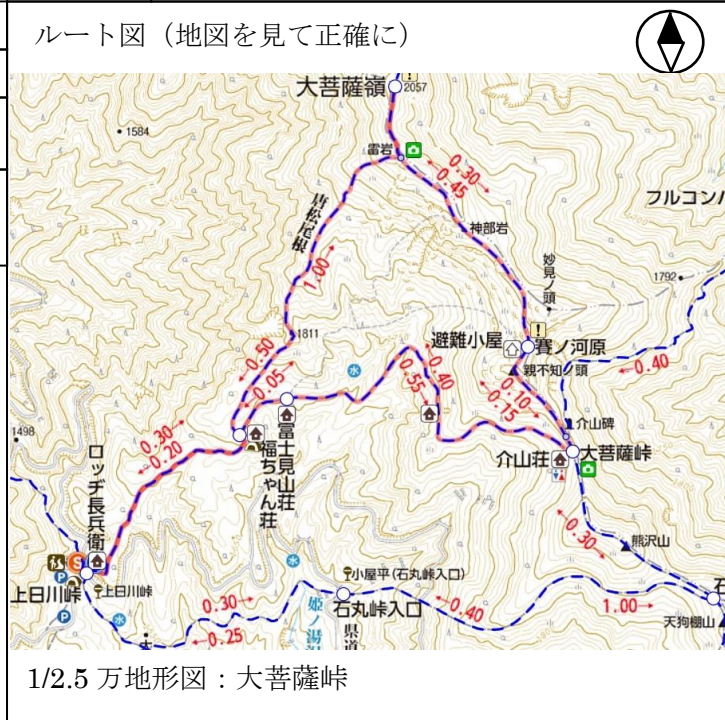 ルート図（地図を見て正確に）
大菩薩嶺
2057
・1584
雷岩
0.30→
←0.45
フルコンバ
唐松尾根
神部岩
1.00→
妙見ノ頭
1792・
1811
避難小屋
賽ノ河原
←0.50
親不知ノ頭
←0.40
←0.05
0.55→
←0.40
0.10→
←0.15
介山碑
・1498
0.30→
←0.20
富士見山荘
福ちゃん荘
介山荘
大菩薩峠
ロッヂ長兵衛
←0.30→
熊沢山
小屋平(石丸峠入口)
上日川峠
上日川峠
0.30→
←0.25
石丸峠入口
←0.40
1.00→
石
姫ノ湯沢
県道
天狗棚山
1/2.5 万地形図：大菩薩峠